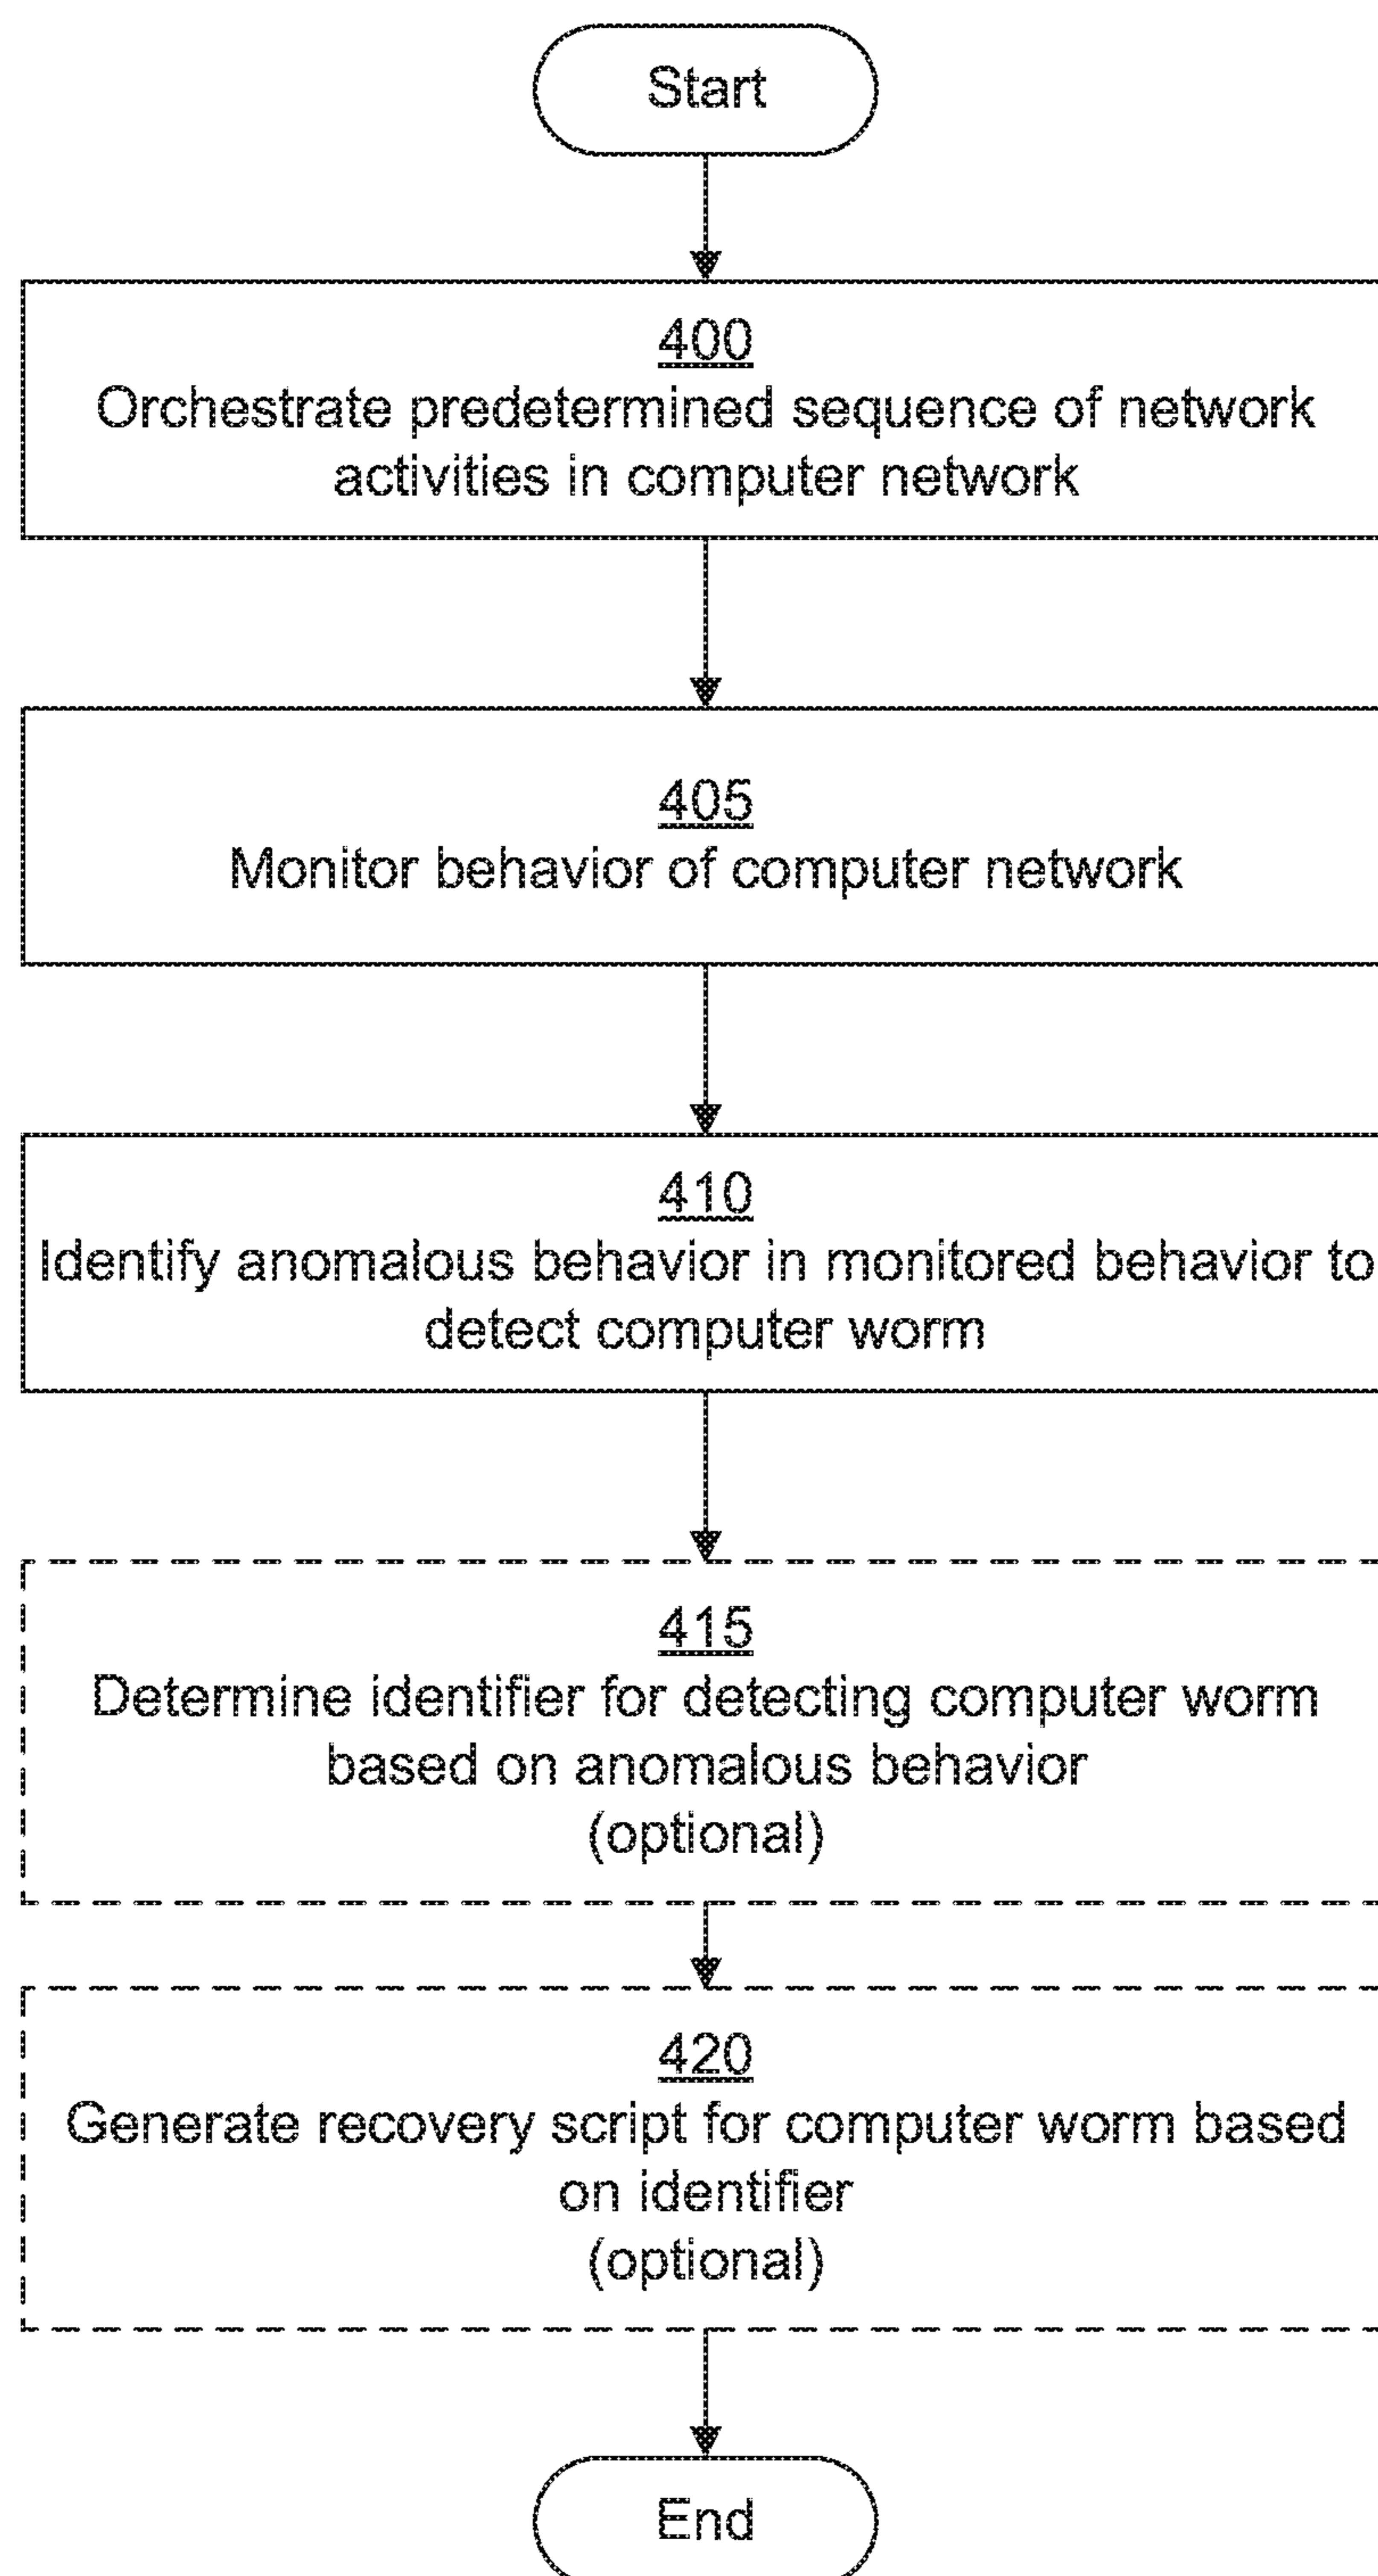 Start
400
Orchestrate predetermined sequence of network
activities in computer network
405
Monitor behavior of computer network
410
Identify anomalous behavior in monitored behavior to
detect computer worm
415
Determine identifier for detecting computer worm
based on anomalous behavior
(optional)
420
Generate recovery script for computer worm based
on identifier
(optional)
End